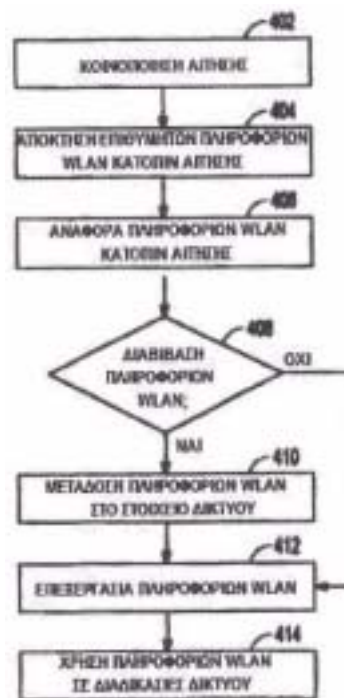 402
ΚΟΙΝΟΠΟΙΗΣΗ ΑΙΤΗΣΗΣ
404
ΑΠΟΚΤΗΣΗ ΕΠΙΘΥΜΗΤΩΝ ΠΛΗΡΟΦΟΡΙΩΝ
WLAN ΚΑΤΟΠΙΝ ΑΙΤΗΣΗΣ
406
ΑΝΑΦΟΡΑ ΠΛΗΡΟΦΟΡΙΩΝ WLAN
ΚΑΤΟΠΙΝ ΑΙΤΗΣΗΣ
408
ΔΙΑΒΙΒΑΣΗ
ΠΛΗΡΟΦΟΡΙΩΝ
WLAN;
ΟΧΙ
ΝΑΙ
410
ΜΕΤΑΔΟΣΗ ΠΛΗΡΟΦΟΡΙΩΝ WLAN
ΣΤΟ ΣΤΟΙΧΕΙΟ ΔΙΚΤΥΟΥ
412
ΕΠΕΞΕΡΓΑΣΙΑ ΠΛΗΡΟΦΟΡΙΩΝ WLAN
414
ΧΡΗΣΗ ΠΛΗΡΟΦΟΡΙΩΝ WLAN
ΣΕ ΔΙΑΔΙΚΑΣΙΕΣ ΔΙΚΤΥΟΥ